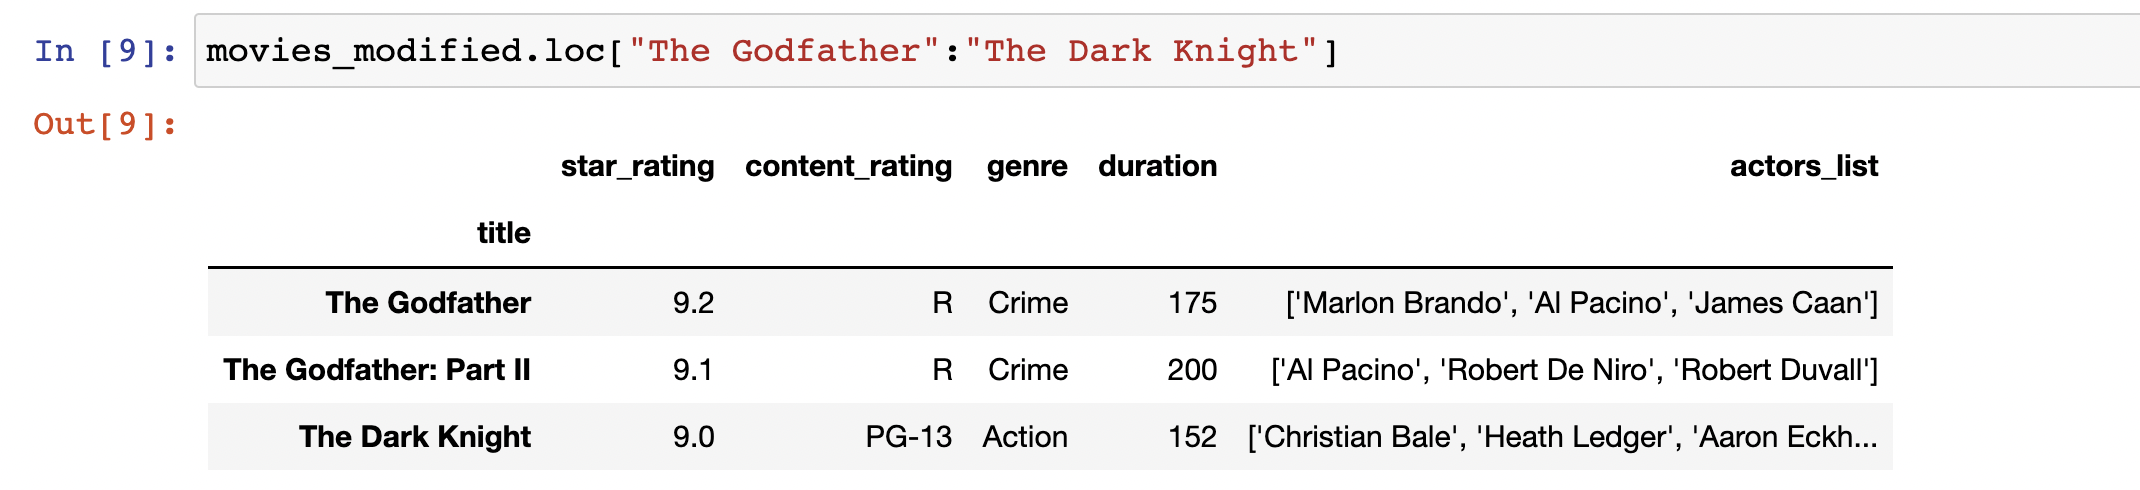 In [9]: movies_modified.loc["The Godfather":"The Dark Knight"]
Out[9]:
star_rating content_rating genre duration actors_list
title
The Godfather 9.2 R Crime 175 ['Marlon Brando', 'Al Pacino', 'James Caan']
The Godfather: Part II 9.1 R Crime 200 ['Al Pacino', 'Robert De Niro', 'Robert Duvall']
The Dark Knight 9.0 PG-13 Action 152 ['Christian Bale', 'Heath Ledger', 'Aaron Eckh...